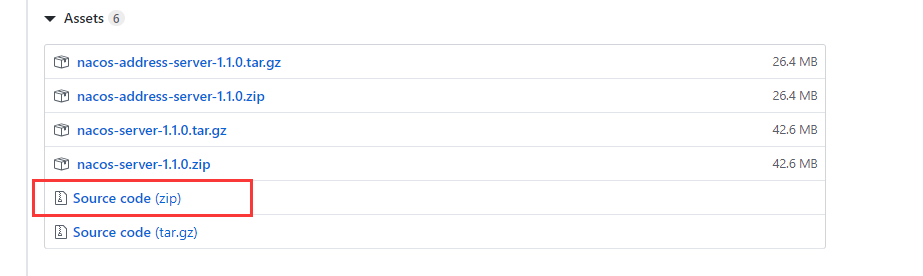 Assets 6
nacos-address-server-1.1.0.tar.gz 26.4 MB
nacos-address-server-1.1.0.zip 26.4 MB
nacos-server-1.1.0.tar.gz 42.6 MB
nacos-server-1.1.0.zip 42.6 MB
Source code (zip)
Source code (tar.gz)